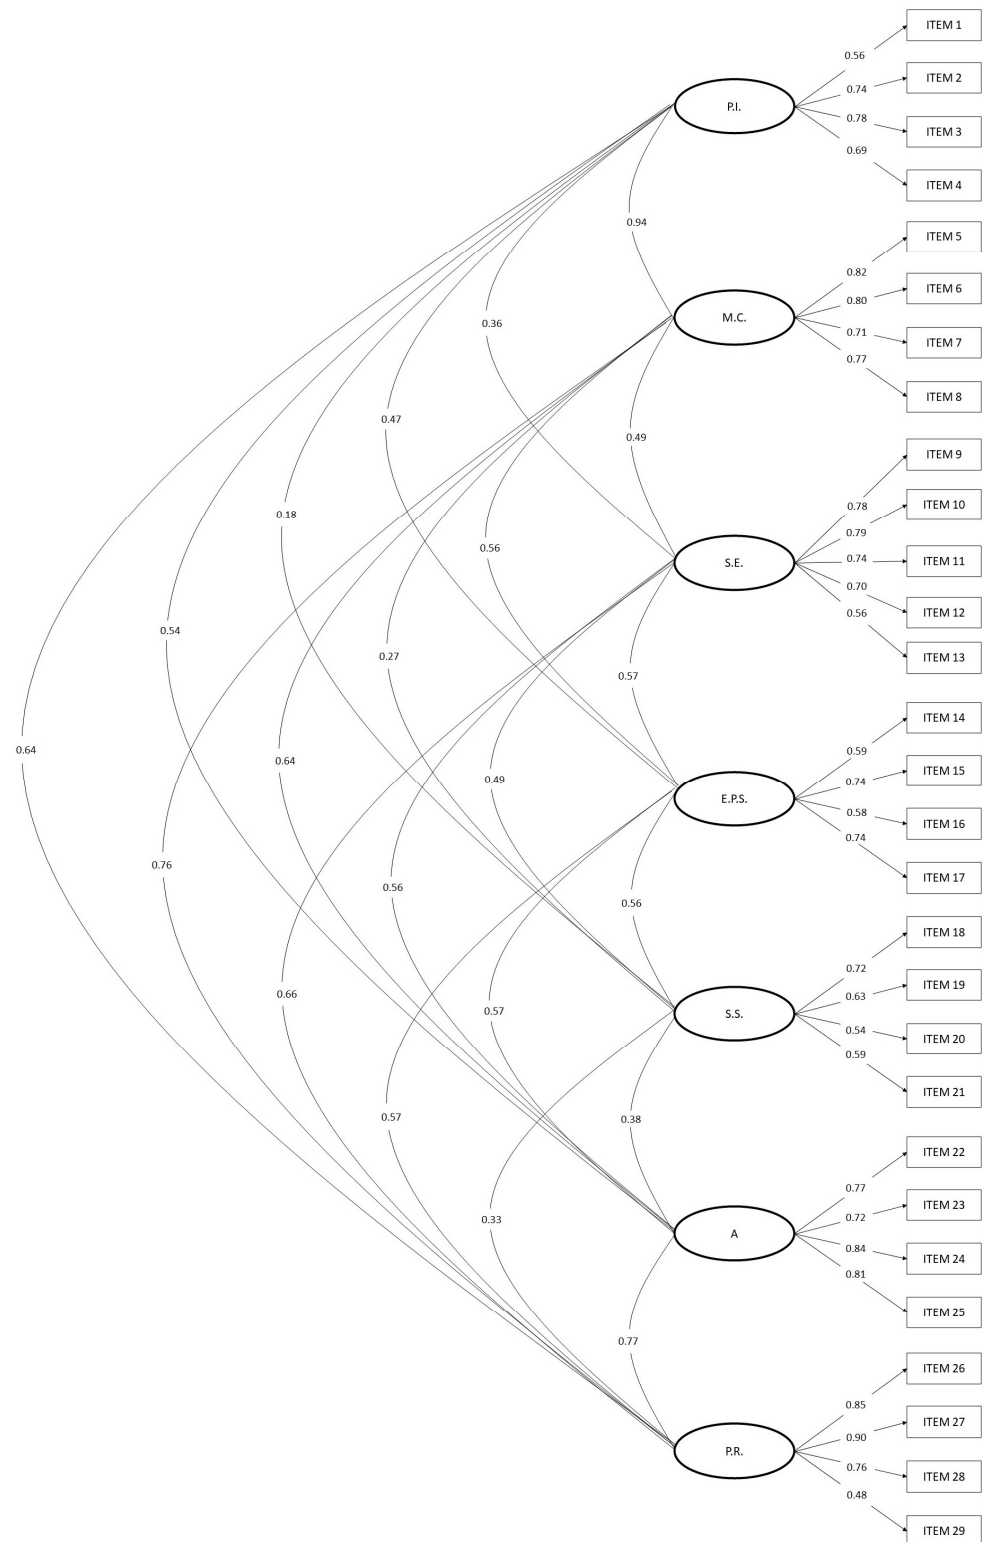 ITEM 1
0.56
ITEM 2
0.74
P.I.
0.78
ITEM 3
0.69
ITEM 4
0.94
ITEM 5
0.82
ITEM 6
0.80
M.C.
0.36
0.71
ITEM 7
0.77
ITEM 8
0.47
0.49
ITEM 9
0.78
ITEM 10
0.18
0.79
0.56
0.74
ITEM 11
S.E.
0.70
ITEM 12
0.56
0.54
0.27
ITEM 13
0.57
ITEM 14
0.64
0.59
0.64
ITEM 15
0.49
0.74
E.P.S.
0.58
ITEM 16
0.74
0.76
ITEM 17
0.56
0.56
ITEM 18
0.72
0.66
ITEM 19
0.63
0.57
S.S.
0.54
ITEM 20
0.59
ITEM 21
0.57
0.38
ITEM 22
0.77
ITEM 23
0.33
0.72
A
0.84
ITEM 24
0.81
ITEM 25
0.77
ITEM 26
0.85
ITEM 27
0.90
P.R.
0.76
ITEM 28
0.48
ITEM 29